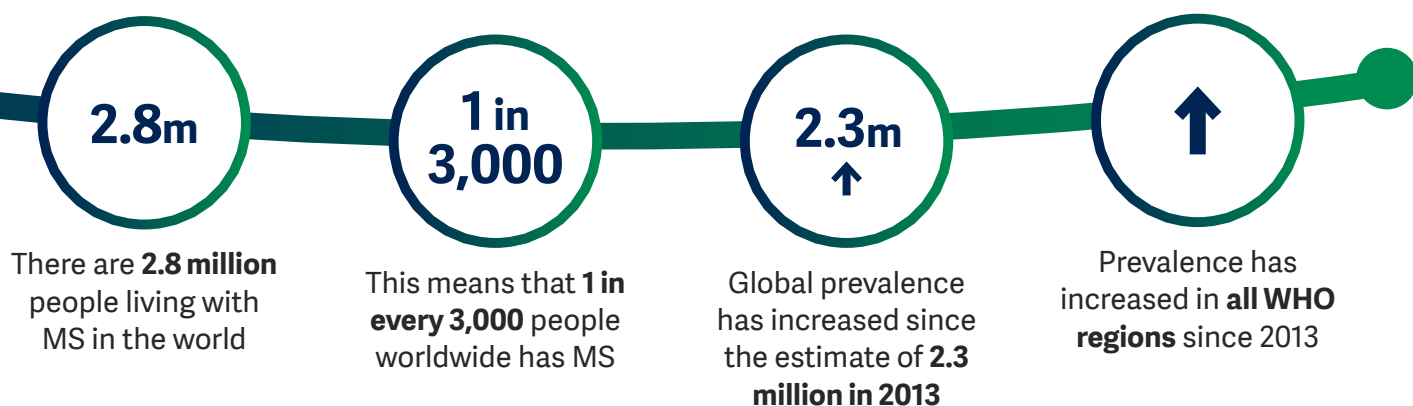 2.8m
There are 2.8 million
people living with
MS in the world
1 in
3,000
This means that 1 in
every 3,000 people
worldwide has MS
2.3m
Global prevalence
has increased since
the estimate of 2.3
million in 2013
Prevalence has
increased in all WHO
regions since 2013